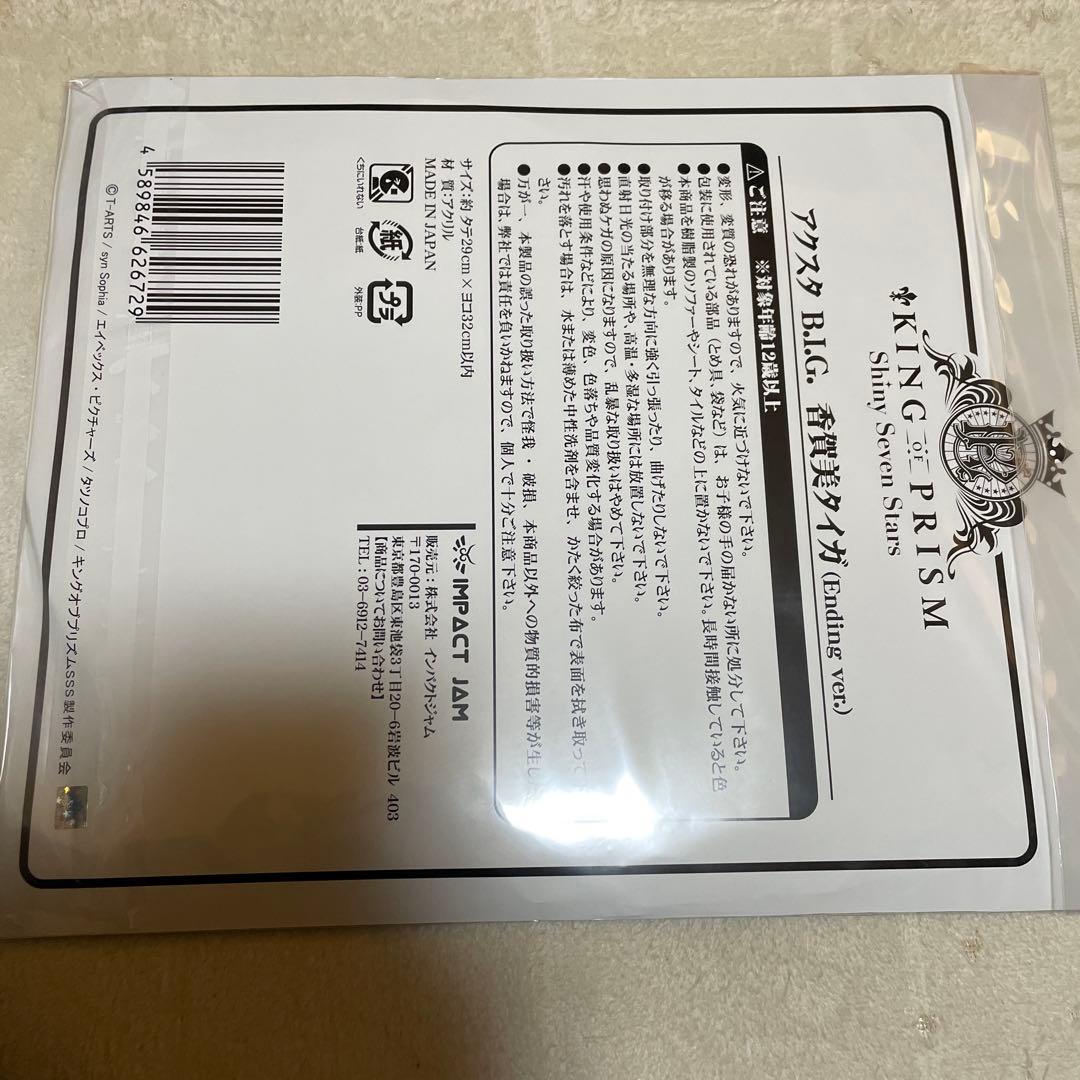 KING OF PRISM
Shiny Seven Stars
アクスタ B.I.G. 香賀美タイガ (Ending ver.)
⚠ご注意 ※対象年齢12歳以上
●変形、変質の恐れがありますので、火気に近づけないで下さい。
●包装に使用されている部品（とめ具、袋など）は、お子様の手の届かない所に処分して下さい。
●本商品を樹脂製のソファーやシート、タイルなどの上に置かないで下さい。長時間接触していると色
が移る場合があります。
●取り付け部分を無理な方向に強く引っ張ったり、曲げたりしないで下さい。
●直射日光の当たる場所や、高温・多湿な場所には放置しないで下さい。
●思わぬケガの原因になりますので、乱暴な取り扱いはやめて下さい。
●汗や使用条件などにより、変色、色落ちや品質変化する場合があります。
●汚れを落とす場合は、水または薄めた中性洗剤を含ませ、かたく絞った布で表面を拭き取って
さい。
●万が一、本製品の誤った取り扱い方法で怪我・破損、本商品以外への物質的損害等が生じ
場合は、弊社では責任を負いかねますので、個人で十分ご注意下さい。
サイズ：約 タテ29cm × ヨコ32cm以内
材 質：アクリル
MADE IN JAPAN
くちにいれない
紙
台紙:紙
プラ
外装:PP
IMPACT JAM
販売元：株式会社 インパクトジャム
〒170-0013
東京都豊島区東池袋3丁目20-6岩波ビル 403
【商品についてお問い合わせ】
TEL：03-6912-7414
4 589846 626729
© T-ARTS / syn Sophia / エイベックス・ピクチャーズ / タツノコプロ / キングオブプリズムSSS製作委員会